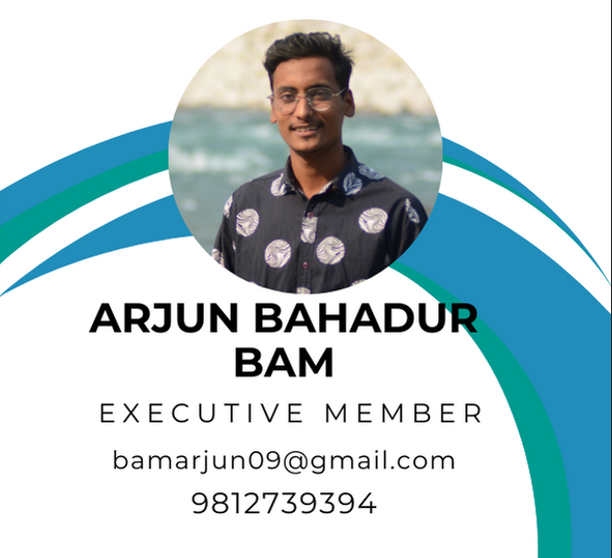 ARJUN BAHADUR
BAM
EXECUTIVE MEMBER
bamarjun09@gmail.com
9812739394